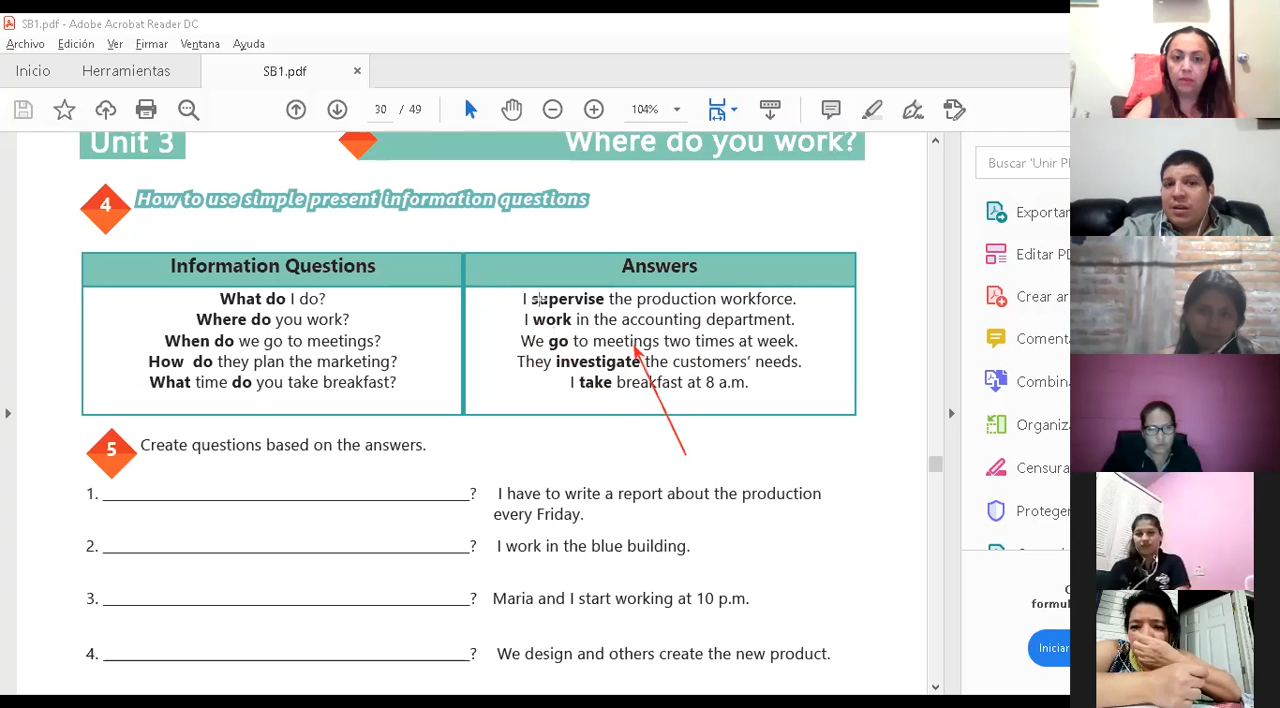 SB1.pdf - Adobe Acrobat Reader DC
Archivo Edición Ver Firmar Ventana Ayuda
Inicio Herramientas SB1.pdf ×
30 / 49 104%
Unit 3 Where do you work?
Buscar 'Unir P
4 How to use simple present information questions
Exportar
Editar PD
Crear ar
Comenta
Combina
Organiza
Censura
Proteger
Information Questions Answers
What do I do? I supervise the production workforce.
Where do you work? I work in the accounting department.
When do we go to meetings? We go to meetings two times at week.
How do they plan the marketing? They investigate the customers' needs.
What time do you take breakfast? I take breakfast at 8 a.m.
5 Create questions based on the answers.
1. ? I have to write a report about the production
every Friday.
2. ? I work in the blue building.
3. ? Maria and I start working at 10 p.m.
4. ? We design and others create the new product.
formu
Iniciar